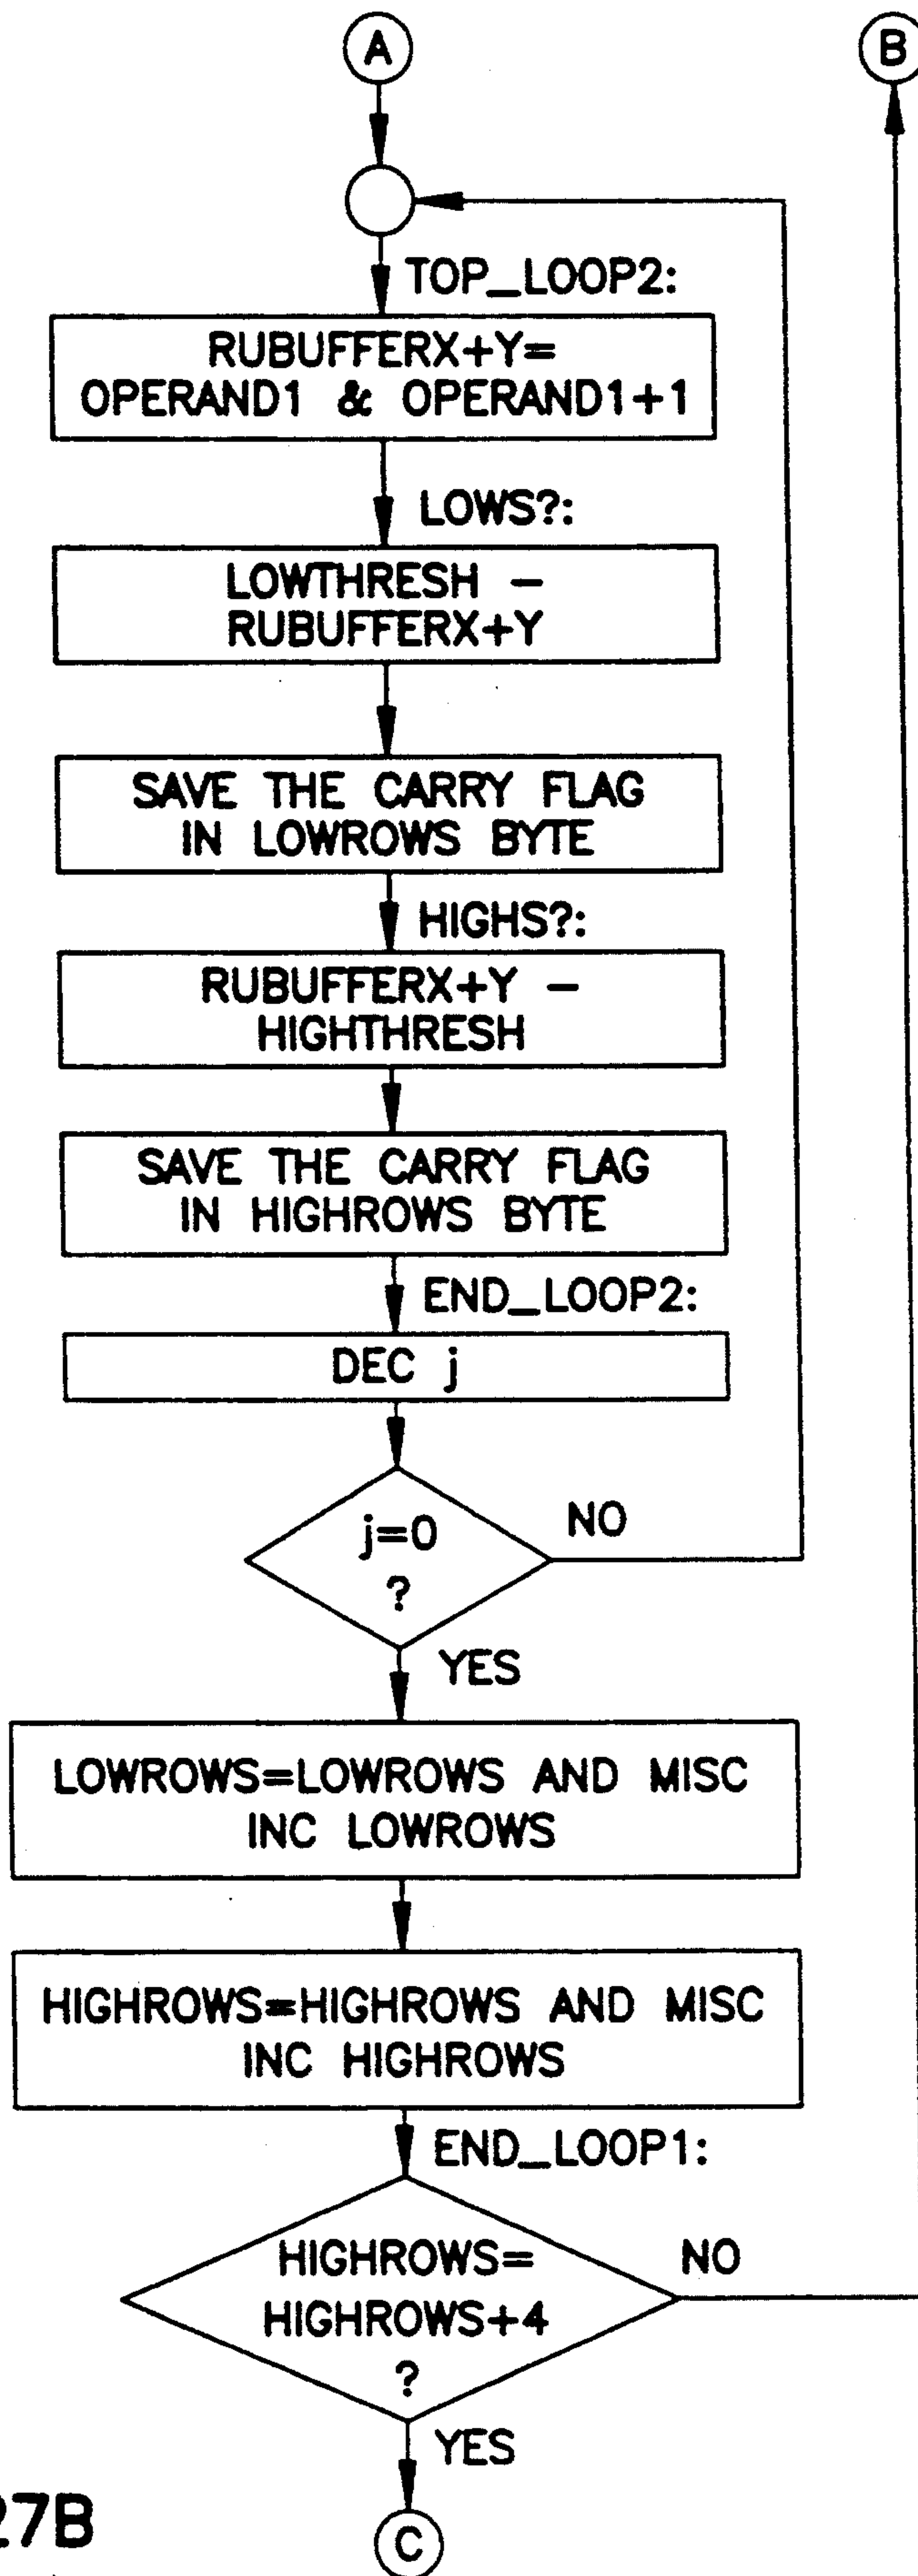 A
B
TOP_LOOP2:
RUBUFFERX+Y=
OPERAND1 & OPERAND1+1
LOWS?:
LOWTHRESH -
RUBUFFERX+Y
SAVE THE CARRY FLAG
IN LOWROWS BYTE
HIGHS?:
RUBUFFERX+Y -
HIGHTHRESH
SAVE THE CARRY FLAG
IN HIGHROWS BYTE
END_LOOP2:
DEC j
j=0
?
NO
YES
LOWROWS=LOWROWS AND MISC
INC LOWROWS
HIGHROWS=HIGHROWS AND MISC
INC HIGHROWS
END_LOOP1:
HIGHROWS=
HIGHROWS+4
?
NO
YES
C
27B